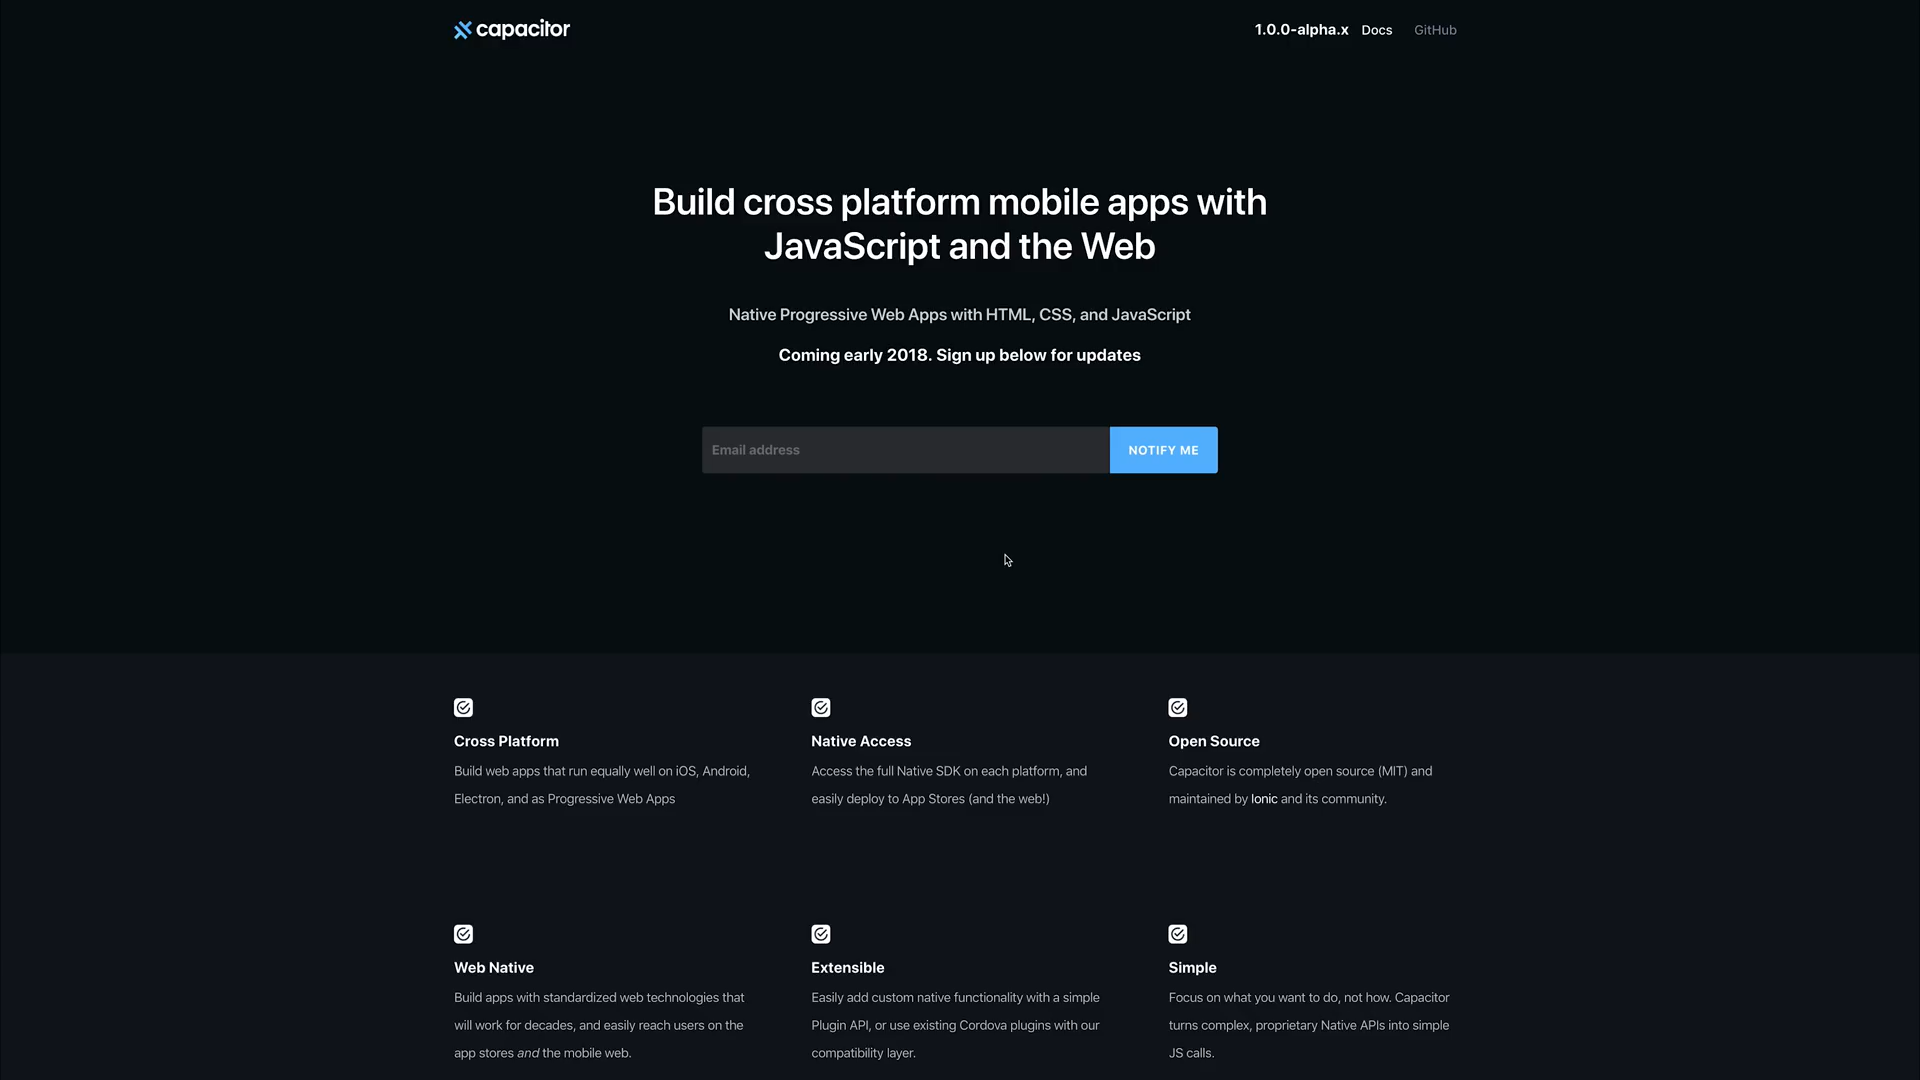 capacitor
1.0.0-alpha.x Docs GitHub
Build cross platform mobile apps with
JavaScript and the Web
Native Progressive Web Apps with HTML, CSS, and JavaScript
Coming early 2018. Sign up below for updates
Email address
NOTIFY ME
Cross Platform
Build web apps that run equally well on iOS, Android,
Electron, and as Progressive Web Apps
Native Access
Access the full Native SDK on each platform, and
easily deploy to App Stores (and the web!)
Open Source
Capacitor is completely open source (MIT) and
maintained by Ionic and its community.
Web Native
Build apps with standardized web technologies that
will work for decades, and easily reach users on the
app stores and the mobile web.
Extensible
Easily add custom native functionality with a simple
Plugin API, or use existing Cordova plugins with our
compatibility layer.
Simple
Focus on what you want to do, not how. Capacitor
turns complex, proprietary Native APIs into simple
JS calls.